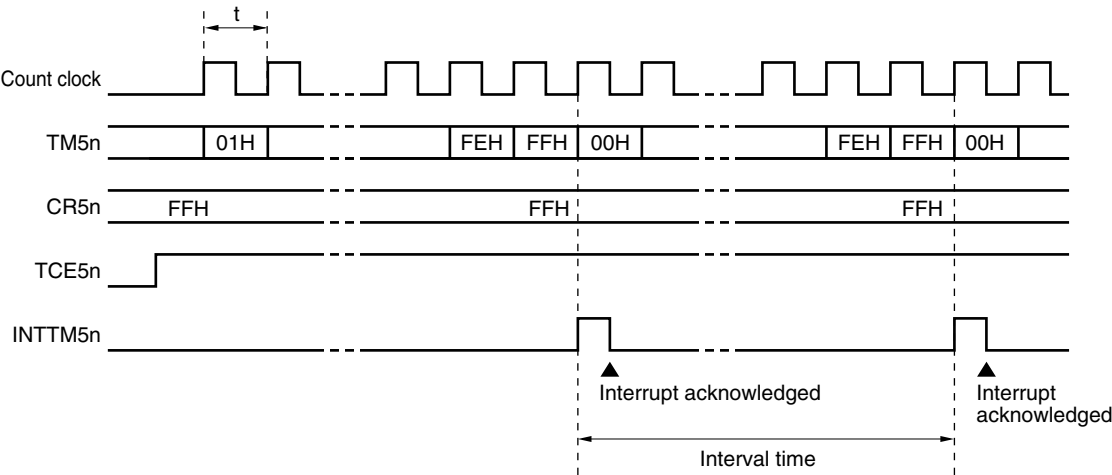 t
Count clock
TM5n 01H FEH FFH 00H FEH FFH 00H
CR5n FFH FFH FFH
TCE5n
INTTM5n
Interrupt acknowledged Interrupt
acknowledged
Interval time